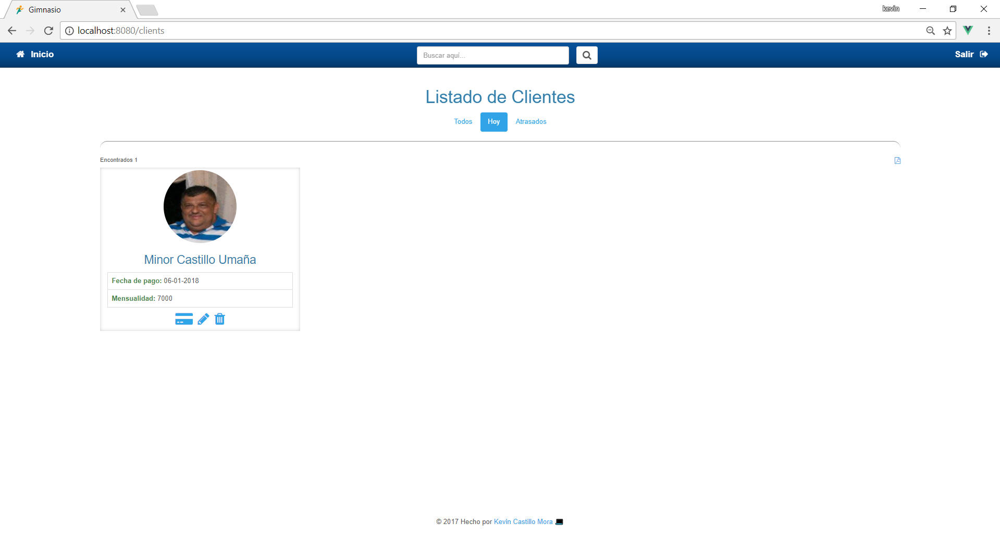 Gimnasio
kevin
localhost:8080/clients
Inicio
Buscar aquí...
Salir
Listado de Clientes
Todos
Hoy
Atrasados
Encontrados 1
Minor Castillo Umaña
Fecha de pago: 06-01-2018
Mensualidad: 7000
© 2017 Hecho por Kevin Castillo Mora